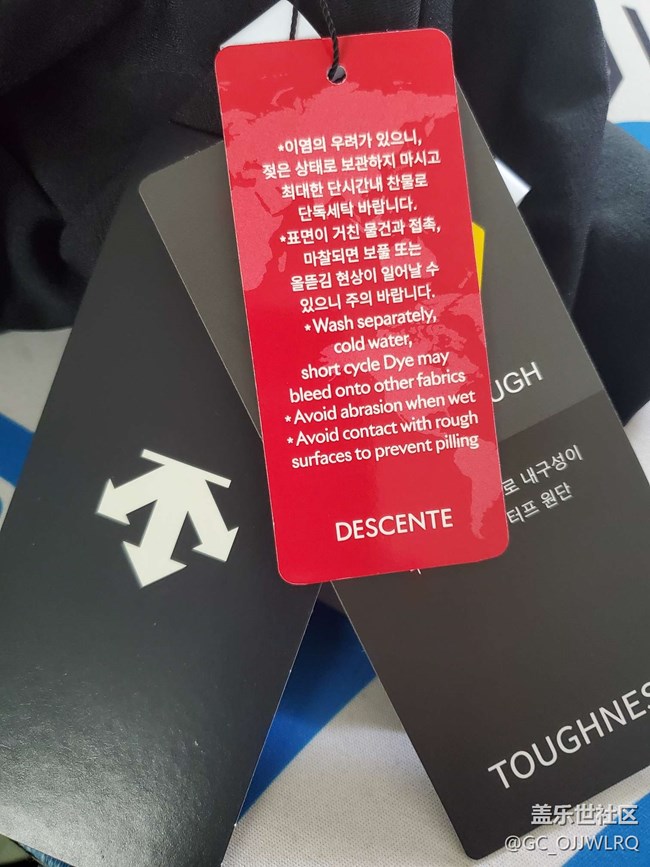 *이염의 우려가 있으니,
젖은 상태로 보관하지 마시고
최대한 단시간내 찬물로
단독세탁 바랍니다.
*표면이 거친 물건과 접촉,
마찰되면 보풀 또는
올뜯김 현상이 일어날 수
있으니 주의 바랍니다.
*Wash separately,
cold water,
short cycle Dye may
bleed onto other fabrics
*Avoid abrasion when wet
*Avoid contact with rough
surfaces to prevent pilling
DESCENTE
UGH
로 내구성이
터프 원단
TOUGHNES
盖乐世社区
@GC_OJJWLRQ